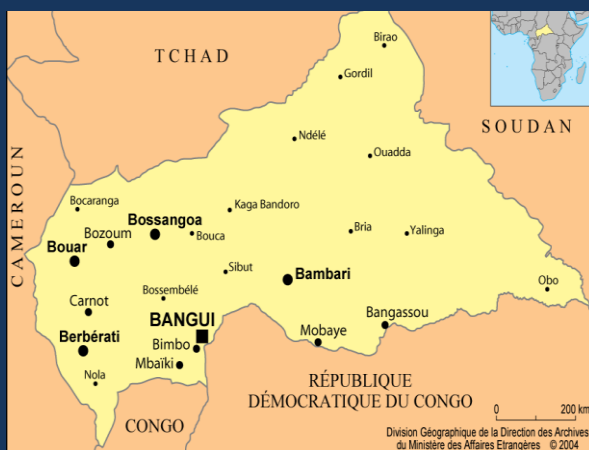 Birao
TCHAD
Gordil
SOUDAN
Ndélé
Ouadda
CAMEROUN
Bocaranga
Kaga Bandoro
Bossangoa
Bozoum
Bouca
Bria
Yalinga
Bouar
Sibut
Bambari
Obo
Bossembélé
Carnot
BANGUI
Bangassou
Mobaye
Berbérati
Bimbo
Mbaïki
Nola
RÉPUBLIQUE
DÉMOCRATIQUE DU CONGO
0 200 km
CONGO
Division Géographique de la Direction des Archives
du Ministère des Affaires Etrangères © 2004